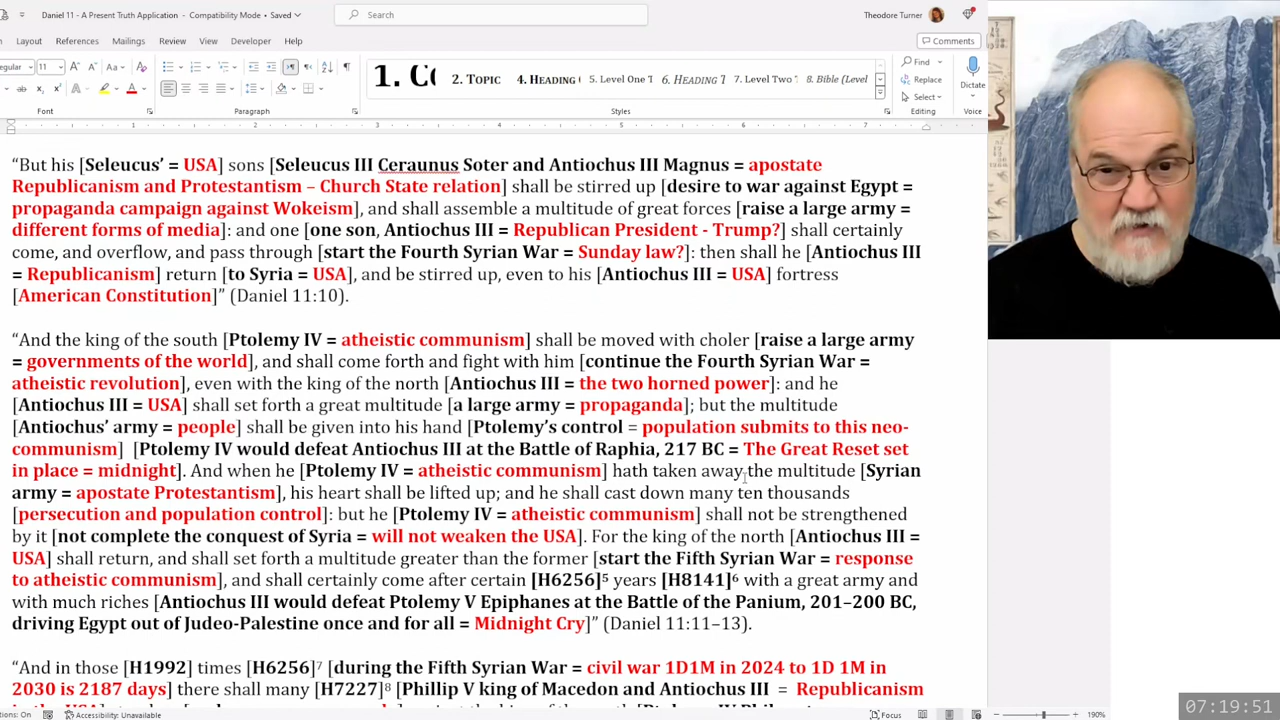 Daniel 11 - A Present Truth Application - Compatibility Mode • Saved
Search
Theodore Turner
Layout References Mailings Review View Developer Help
Comments
11
Aa
1. Co
2. TOPIC
4. HEADING
5. Level One T
6. HEADING
7. Level Two
8. Bible (Level
Find
Replace
Select
Dictate
Font
Paragraph
Styles
Editing
Voice
1 2 3 4 5 6 7
“But his [Seleucus’ = USA] sons [Seleucus III Ceraunus Soter and Antiochus III Magnus = apostate
Republicanism and Protestantism – Church State relation] shall be stirred up [desire to war against Egypt =
propaganda campaign against Wokeism], and shall assemble a multitude of great forces [raise a large army =
different forms of media]: and one [one son, Antiochus III = Republican President - Trump?] shall certainly
come, and overflow, and pass through [start the Fourth Syrian War = Sunday law?]: then shall he [Antiochus III
= Republicanism] return [to Syria = USA], and be stirred up, even to his [Antiochus III = USA] fortress
[American Constitution]” (Daniel 11:10).
“And the king of the south [Ptolemy IV = atheistic communism] shall be moved with choler [raise a large army
= governments of the world], and shall come forth and fight with him [continue the Fourth Syrian War =
atheistic revolution], even with the king of the north [Antiochus III = the two horned power]: and he
[Antiochus III = USA] shall set forth a great multitude [a large army = propaganda]; but the multitude
[Antiochus’ army = people] shall be given into his hand [Ptolemy’s control = population submits to this neo-
communism] [Ptolemy IV would defeat Antiochus III at the Battle of Raphia, 217 BC = The Great Reset set
in place = midnight]. And when he [Ptolemy IV = atheistic communism] hath taken away the multitude [Syrian
army = apostate Protestantism], his heart shall be lifted up; and he shall cast down many ten thousands
[persecution and population control]: but he [Ptolemy IV = atheistic communism] shall not be strengthened
by it [not complete the conquest of Syria = will not weaken the USA]. For the king of the north [Antiochus III =
USA] shall return, and shall set forth a multitude greater than the former [start the Fifth Syrian War = response
to atheistic communism], and shall certainly come after certain [H6256]5 years [H8141]6 with a great army and
with much riches [Antiochus III would defeat Ptolemy V Epiphanes at the Battle of the Panium, 201–200 BC,
driving Egypt out of Judeo-Palestine once and for all = Midnight Cry]” (Daniel 11:11–13).
“And in those [H1992] times [H6256]7 [during the Fifth Syrian War = civil war 1D1M in 2024 to 1D 1M in
2030 is 2187 days] there shall many [H7227]8 [Phillip V king of Macedon and Antiochus III = Republicanism
Accessibility: Unavailable
Focus
190%
07:19:51